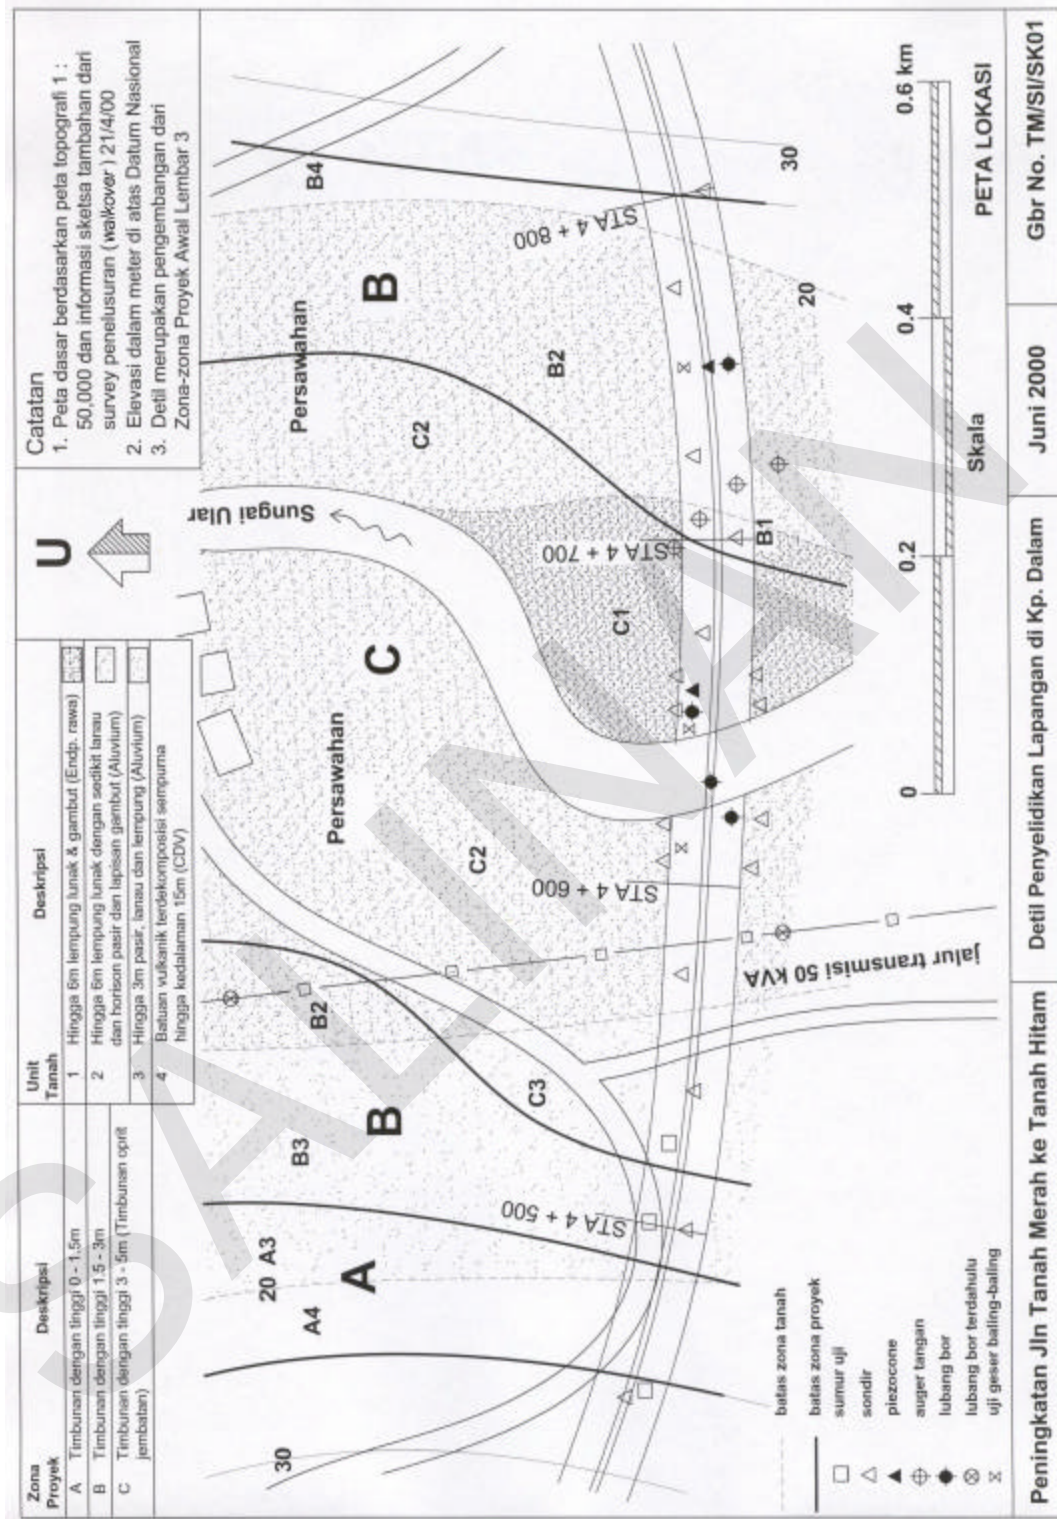 Zona Proyek
Deskripsi
A Timbunan dengan tinggi 0 - 1.5m
B Timbunan dengan tinggi 1.5 - 3m
C Timbunan dengan tinggi 3 - 5m (Timbunan oprit
jembatan)
Unit Tanah
Deskripsi
1 Hingga 6m lempung lunak & gambut (Endp. rawa)
2 Hingga 6m lempung lunak dengan sedikit lanau
dan horison pasir dan lapisan gambut (Aluvium)
3 Hingga 3m pasir, lanau dan lempung (Aluvium)
4 Batuan vulkanik terdekomposisi sempurna
hingga kedalaman 15m (CDV)
U
Catatan
1. Peta dasar berdasarkan peta topografi 1 :
50,000 dan informasi sketsa tambahan dari
survey penelusuran (walkover) 21/4/00
2. Elevasi dalam meter di atas Datum Nasional
3. Detil merupakan pengembangan dari
Zona-zona Proyek Awal Lembar 3
30
A4
20
A3
A
B3
B
B2
C3
C2
Persawahan
C
Sungai Ular
C1
C2
Persawahan
B2
B
B4
B1
20
30
STA 4 + 500
STA 4 + 600
STA 4 + 700
STA 4 + 800
jalur transmisi 50 kVA
batas zona tanah
batas zona proyek
sumur uji
sondir
piezocone
auger tangan
lubang bor
lubang bor terdahulu
uji geser baling-baling
0
0.2
0.4
0.6 km
Skala
PETA LOKASI
Peningkatan Jln Tanah Merah ke Tanah Hitam
Detil Penyelidikan Lapangan di Kp. Dalam
Juni 2000
Gbr No. TM/SI/SK01
SALINAN